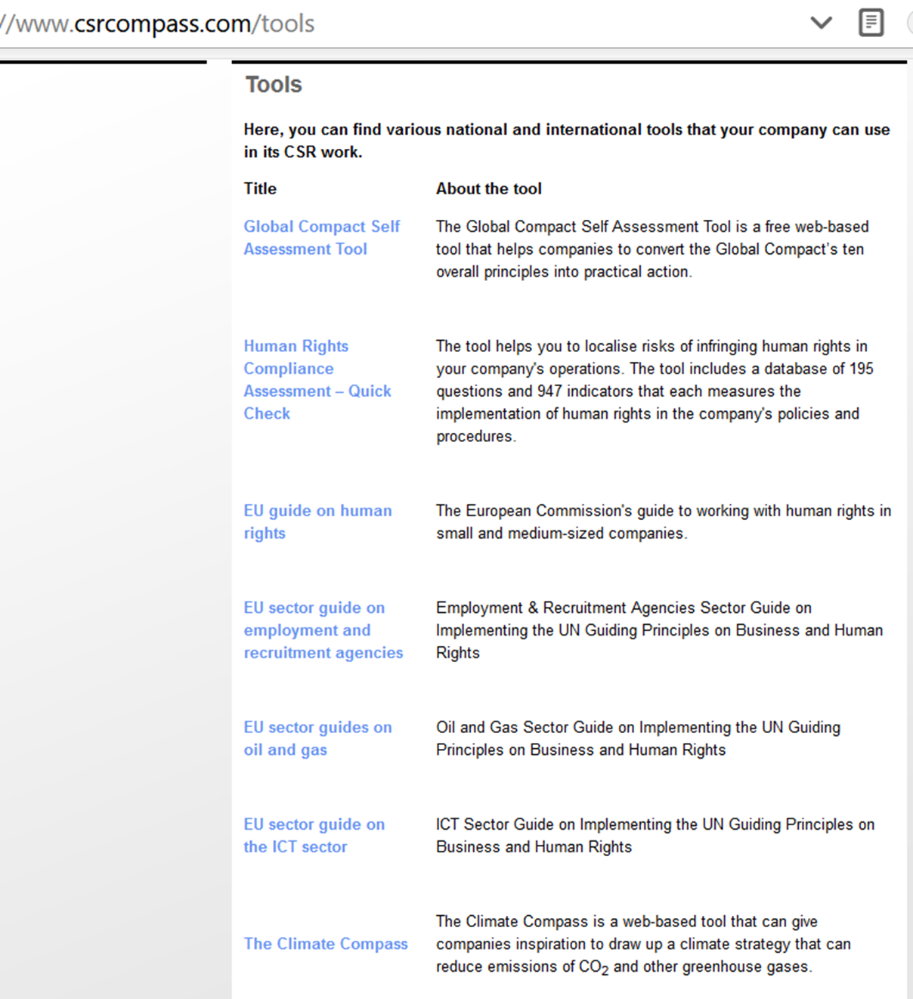 //www.csrcompass.com/tools
Tools
Here, you can find various national and international tools that your company can use
in its CSR work.
Title
About the tool
Global Compact Self
Assessment Tool
The Global Compact Self Assessment Tool is a free web-based
tool that helps companies to convert the Global Compact's ten
overall principles into practical action.
Human Rights
Compliance
Assessment – Quick
Check
The tool helps you to localise risks of infringing human rights in
your company's operations. The tool includes a database of 195
questions and 947 indicators that each measures the
implementation of human rights in the company's policies and
procedures.
EU guide on human
rights
The European Commission's guide to working with human rights in
small and medium-sized companies.
EU sector guide on
employment and
recruitment agencies
Employment & Recruitment Agencies Sector Guide on
Implementing the UN Guiding Principles on Business and Human
Rights
EU sector guides on
oil and gas
Oil and Gas Sector Guide on Implementing the UN Guiding
Principles on Business and Human Rights
EU sector guide on
the ICT sector
ICT Sector Guide on Implementing the UN Guiding Principles on
Business and Human Rights
The Climate Compass
The Climate Compass is a web-based tool that can give
companies inspiration to draw up a climate strategy that can
reduce emissions of CO₂ and other greenhouse gases.